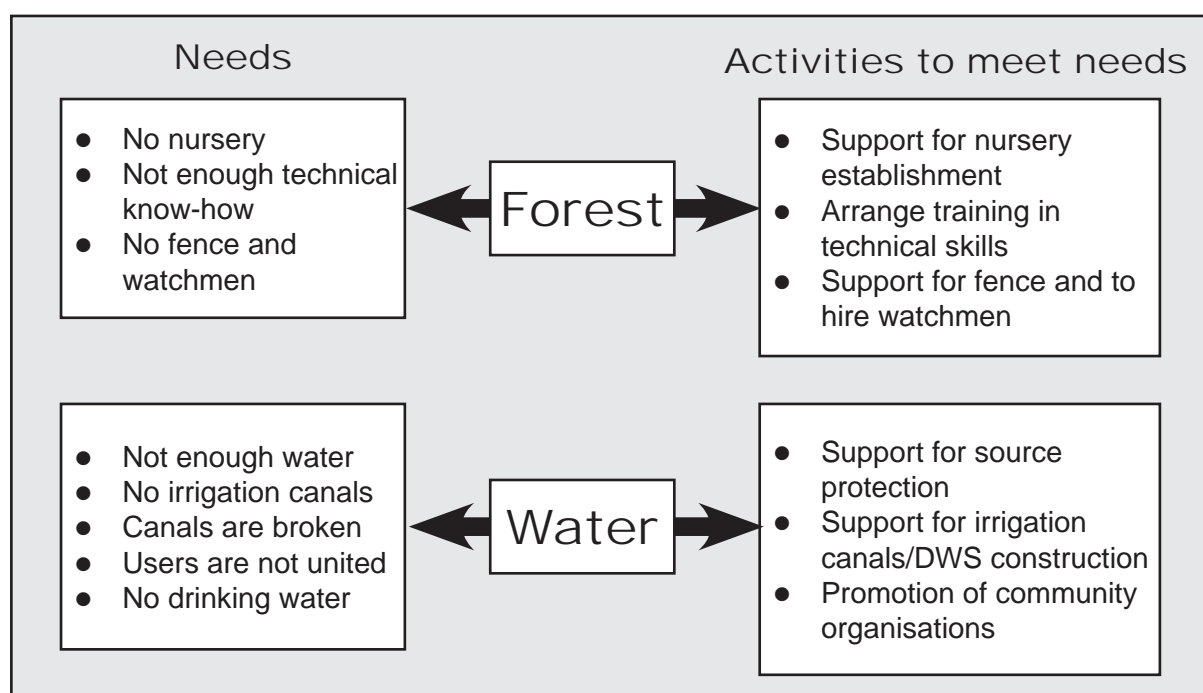 Needs
Activities to meet needs
● No nursery
● Not enough technical
know-how
● No fence and
watchmen
Forest
● Support for nursery
establishment
● Arrange training in
technical skills
● Support for fence and to
hire watchmen
● Not enough water
● No irrigation canals
● Canals are broken
● Users are not united
● No drinking water
Water
● Support for source
protection
● Support for irrigation
canals/DWS construction
● Promotion of community
organisations